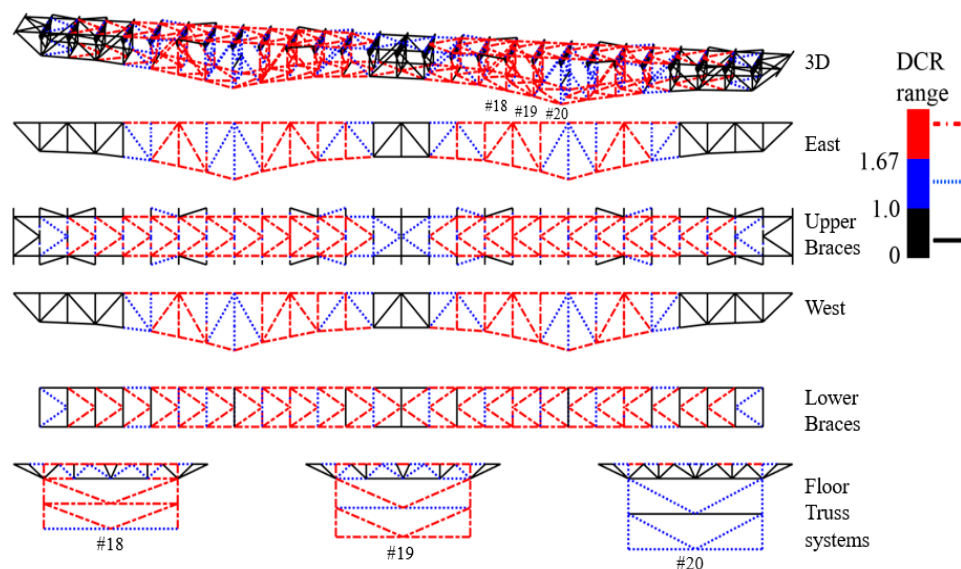 3D
DCR
range
#18
#19
#20
East
1.67
1.0
0
Upper
Braces
West
Lower
Braces
Floor
Truss
systems
#18
#19
#20